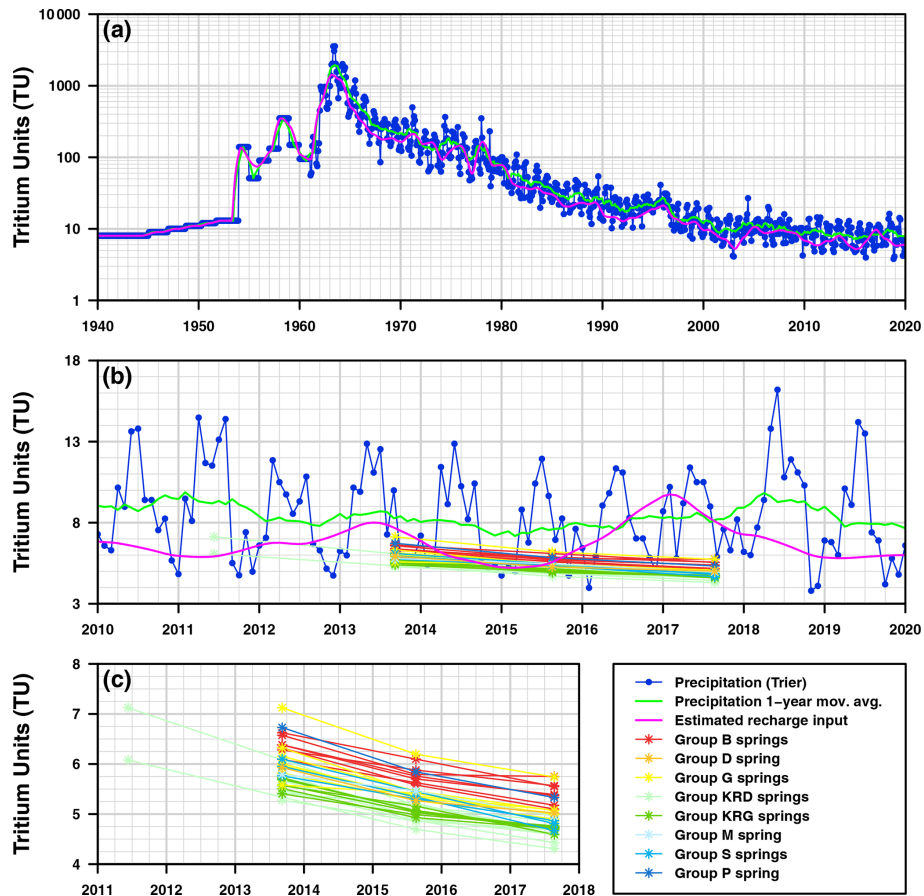 (a)
Tritium Units (TU)
10 000
1000
100
10
1
1940 1950 1960 1970 1980 1990 2000 2010 2020
(b)
Tritium Units (TU)
18
13
8
3
2010 2011 2012 2013 2014 2015 2016 2017 2018 2019 2020
(c)
Tritium Units (TU)
8
7
6
5
4
2011 2012 2013 2014 2015 2016 2017 2018
Precipitation (Trier)
Precipitation 1−year mov. avg.
Estimated recharge input
Group B springs
Group D spring
Group G springs
Group KRD springs
Group KRG springs
Group M spring
Group S springs
Group P spring